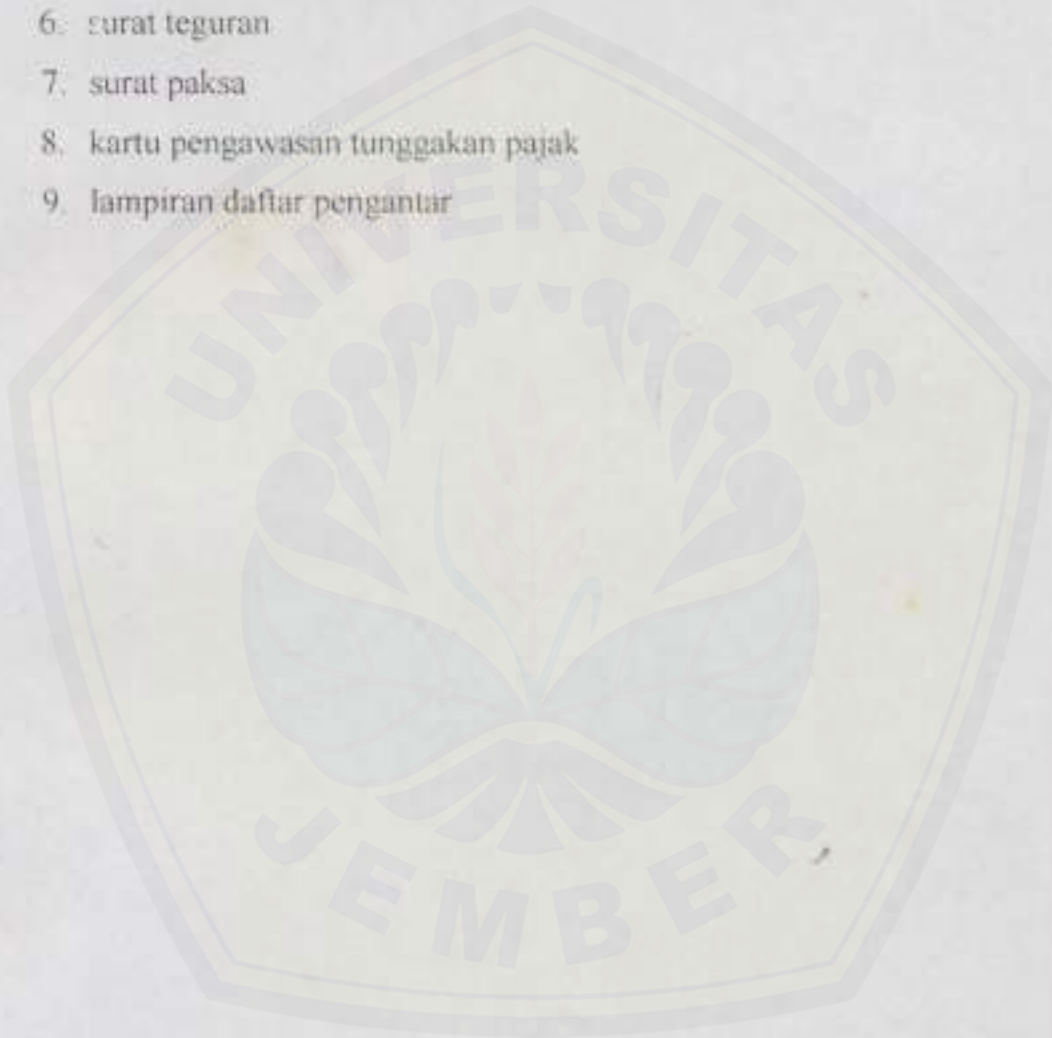 6. surat teguran
7. surat paksa
8. kartu pengawasan tunggakan pajak
9. lampiran daftar pengantar
UNIVERSITAS
JEMBER